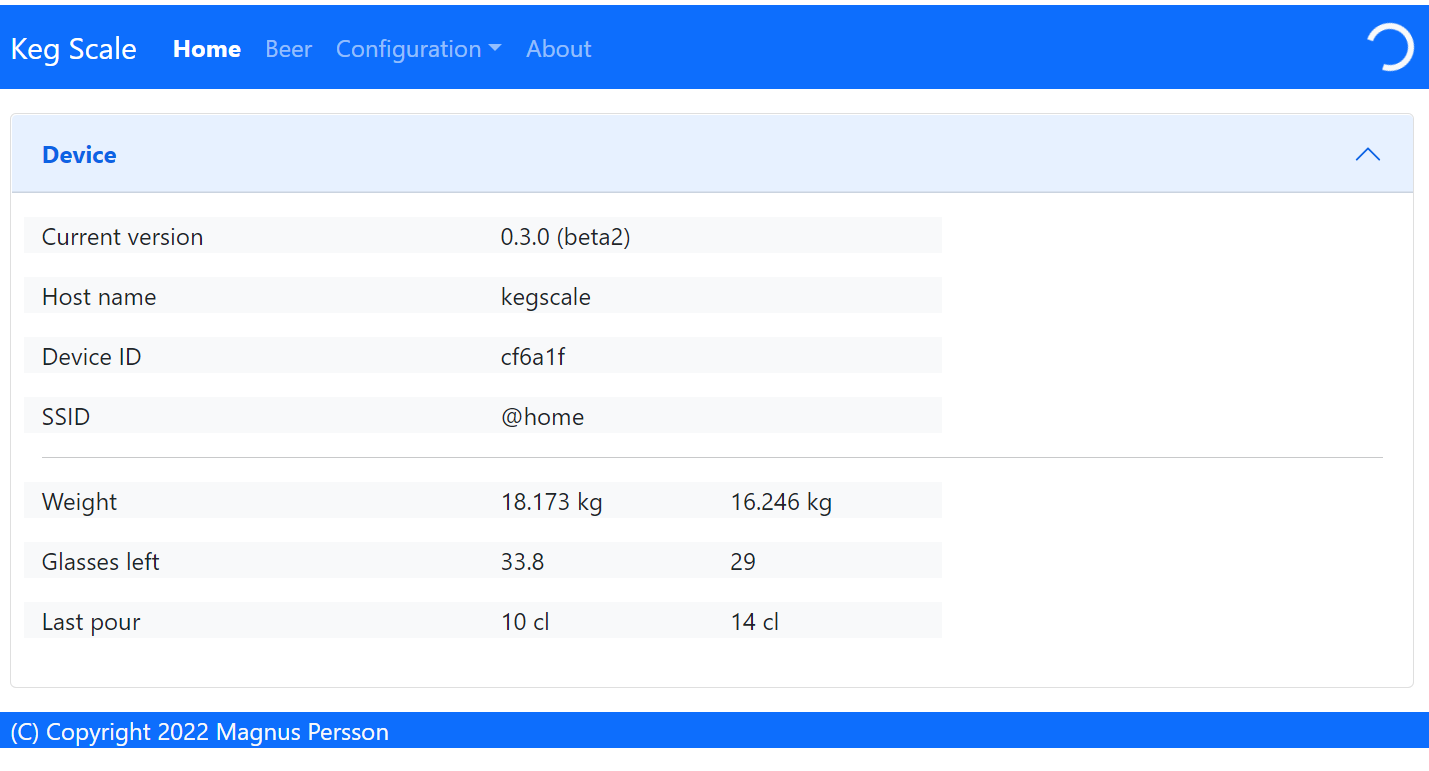 Keg Scale Home Beer Configuration About
Device
Current version 0.3.0 (beta2)
Host name kegscale
Device ID cf6a1f
SSID @home
Weight 18.173 kg 16.246 kg
Glasses left 33.8 29
Last pour 10 cl 14 cl
(C) Copyright 2022 Magnus Persson